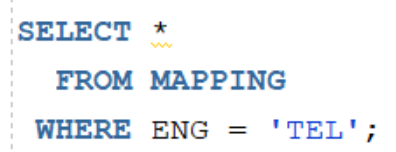 SELECT *
FROM MAPPING
WHERE ENG = 'TEL';